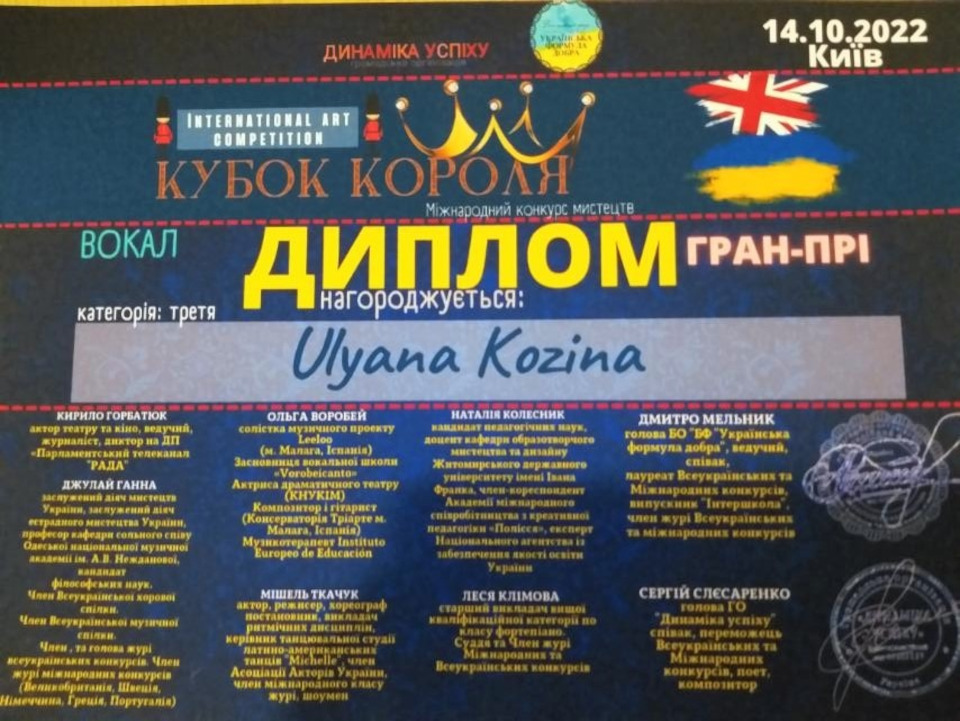 14.10.2022
Київ
ДИНАМІКА УСПІХУ
громадська організація
УКРАЇНСЬКА
ФОРМУЛА
ДОБРА
INTERNATIONAL ART
COMPETITION
КУБОК КОРОЛЯ
Міжнародний конкурс мистецтв
ВОКАЛ
ДИПЛОМ
ГРАН-ПРІ
нагороджується:
категорія: третя
Ulyana Kozina
КИРИЛО ГОРБАТЮК
актор театру та кіно, ведучий,
журналіст, диктор на ДП
«Парламентський телеканал
"РАДА"
ДЖУЛАЙ ГАННА
заслужений діяч мистецтв
України, заслужений діяч
естрадного мистецтва України,
професор кафедри сольного співу
Одеської національної музичної
академії ім. А.В. Нежданової,
кандидат
філософських наук.
Член Всеукраїнської хорової
спілки.
Член Всеукраїнської музичної
спілки.
Член, та голова журі
всеукраїнських конкурсів. Член
журі міжнародних конкурсів
(Великобританія, Швеція,
Німеччина, Греція, Португалія)
ОЛЬГА ВОРОБЕЙ
солістка музичного проекту
Leeloo
(м. Малага, Іспанія)
Засновниця вокальної школи
«Vorobeicanto»
Актриса драматичного театру
(КНУКІМ)
Композитор і гітарист
(Консерваторія Тріарте м.
Малага, Іспанія)
Музикотерапевт Instituto
Europeo de Educación
МІШЕЛЬ ТКАЧУК
актор, режисер, хореограф
постановник, викладач
ритмічних дисциплін,
керівник танцювальної студії
латино-американських
танців "Michelle", член
Асоціації Акторів України,
член міжнародного класу
журі, шоумен
НАТАЛІЯ КОЛЕСНИК
кандидат педагогічних наук,
доцент кафедри образотворчого
мистецтва та дизайну
Житомирського державного
університету імені Івана
Франка, член-кореспондент
Академії міжнародного
співробітництва з креативної
педагогіки «Полісся», експерт
Національного агентства із
забезпечення якості освіти
України
ЛЕСЯ КЛІМОВА
старший викладач вищої
кваліфікаційної категорії по
класу фортепіано.
Суддя та Член журі
Міжнародних та
Всеукраїнських конкурсів
ДМИТРО МЕЛЬНИК
голова БО "БФ "Українська
формула добра", ведучий,
співак,
лауреат Всеукраїнських та
Міжнародних конкурсів,
випускник "Інтершкола",
член журі Всеукраїнських
та міжнародних конкурсів
СЕРГІЙ СЛЄСАРЕНКО
голова ГО
"Динаміка успіху"
співак, переможець
Всеукраїнських та
Міжнародних
конкурсів, поет,
композитор
«ДИНАМІКА
УСПІХУ»
Україна